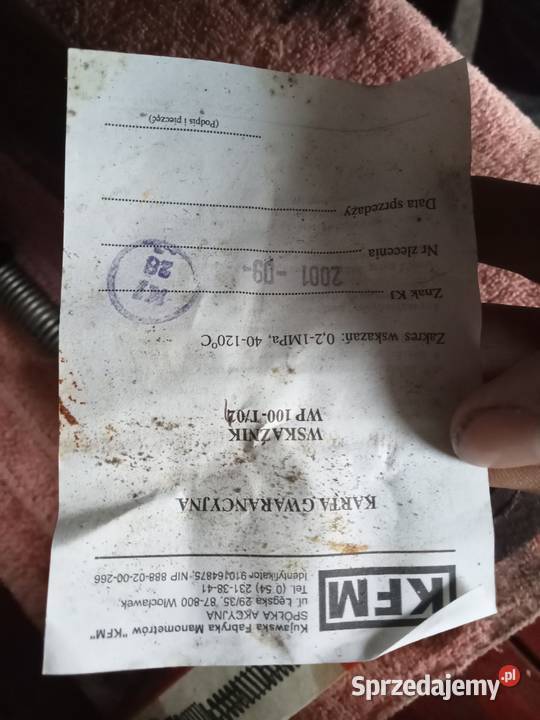 KFM
Kujawska Fabryka Manometrów "KFM"
SPÓŁKA AKCYJNA
ul. Łęgska 29/35, 87-800 Włocławek,
Tel. (0 54) 231-38-41
Identyfikator 910164875, NIP 888-02-00-266
KARTA GWARANCYJNA
WSKAŹNIK
WP 100-T/02
Zakres wskazań: 0,2-1MPa, 40-120°C
Znak KJ
2001 -09-
28
Nr zlecenia
Data sprzedaży
(Podpis i pieczęć)
Sprzedajemy.pl